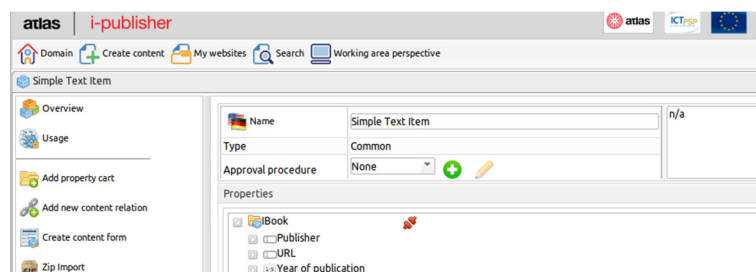 atlas i-publisher atlas ICTPSP
Domain Create content My websites Search Working area perspective
Simple Text Item
Overview
Usage
Add property cart
Add new content relation
Create content form
Zip Import
Name Simple Text Item n/a
Type Common
Approval procedure None
Properties
IBook
Publisher
URL
Year of publication